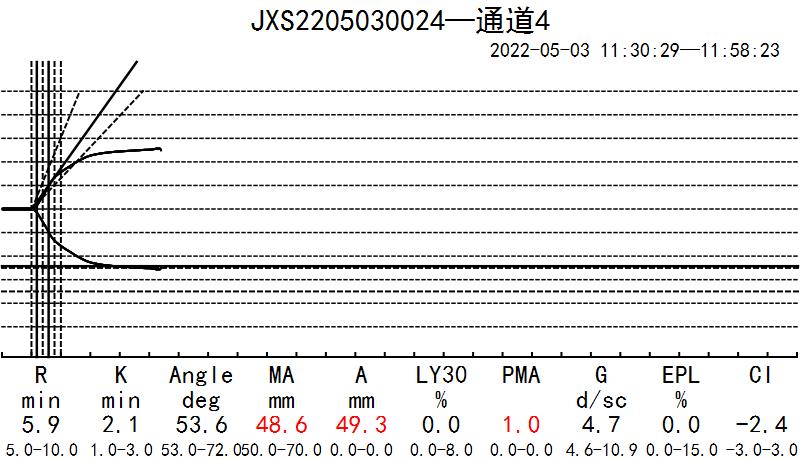 JXS2205030024—通道4
2022-05-03 11:30:29—11:58:23
R K Angle MA A LY30 PMA G EPL CI
min min deg mm mm % d/sc %
5.9 2.1 53.6 48.6 49.3 0.0 1.0 4.7 0.0 -2.4
5.0-10.0 1.0-3.0 53.0-72.0 50.0-70.0 0.0-0.0 0.0-8.0 0.0-0.0 4.6-10.9 0.0-15.0 -3.0-3.0